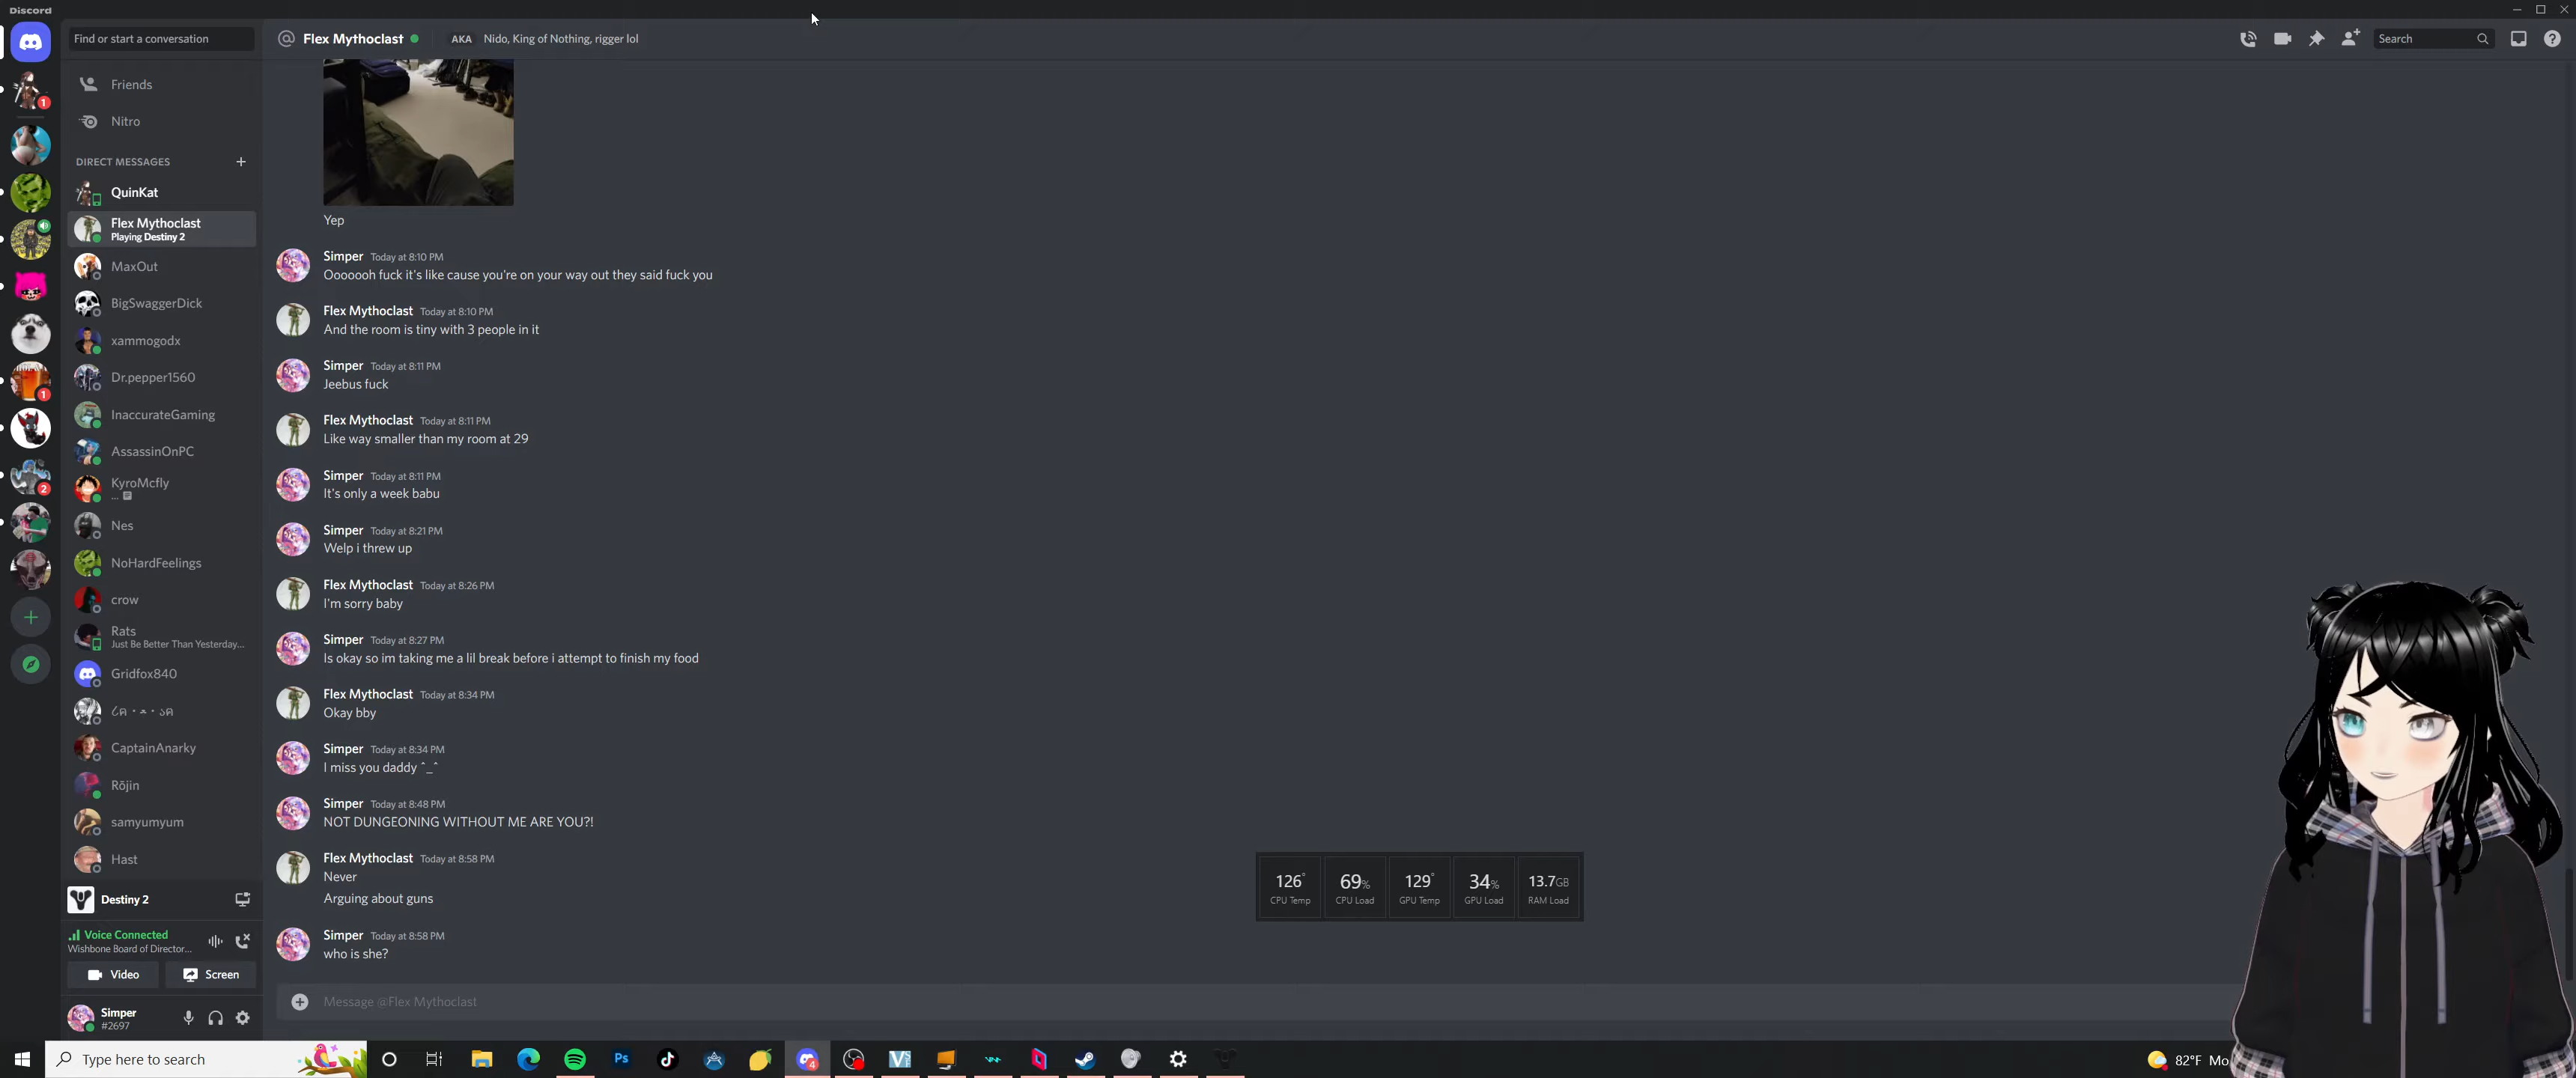 Discord
Find or start a conversation
Friends
Nitro
DIRECT MESSAGES
QuinKat
Flex Mythoclast
Playing Destiny 2
MaxOut
BigSwaggerDick
xammogodx
Dr.pepper1560
InaccurateGaming
AssassinOnPC
KyroMcfly
...
Nes
NoHardFeelings
crow
Rats
Just Be Better Than Yesterday...
Gridfox840
CaptainAnarky
Rōjin
samyumyum
Hast
Destiny 2
Voice Connected
Wishbone Board of Director...
Video
Screen
Simper
#2697
1
1
2
Flex Mythoclast
AKA Nido, King of Nothing, rigger lol
Search
Yep
Simper Today at 8:10 PM
Ooooooh fuck it's like cause you're on your way out they said fuck you
Flex Mythoclast Today at 8:10 PM
And the room is tiny with 3 people in it
Simper Today at 8:11 PM
Jeebus fuck
Flex Mythoclast Today at 8:11 PM
Like way smaller than my room at 29
Simper Today at 8:11 PM
It's only a week babu
Simper Today at 8:21 PM
Welp i threw up
Flex Mythoclast Today at 8:26 PM
I'm sorry baby
Simper Today at 8:27 PM
Is okay so im taking me a lil break before i attempt to finish my food
Flex Mythoclast Today at 8:34 PM
Okay bby
Simper Today at 8:34 PM
I miss you daddy ^_^
Simper Today at 8:48 PM
NOT DUNGEONING WITHOUT ME ARE YOU?!
Flex Mythoclast Today at 8:58 PM
Never
Arguing about guns
Simper Today at 8:58 PM
who is she?
Message @Flex Mythoclast
126° 69% 129° 34% 13.7GB
CPU Temp CPU Load GPU Temp GPU Load RAM Load
Type here to search
Ps
4
82°F Mo